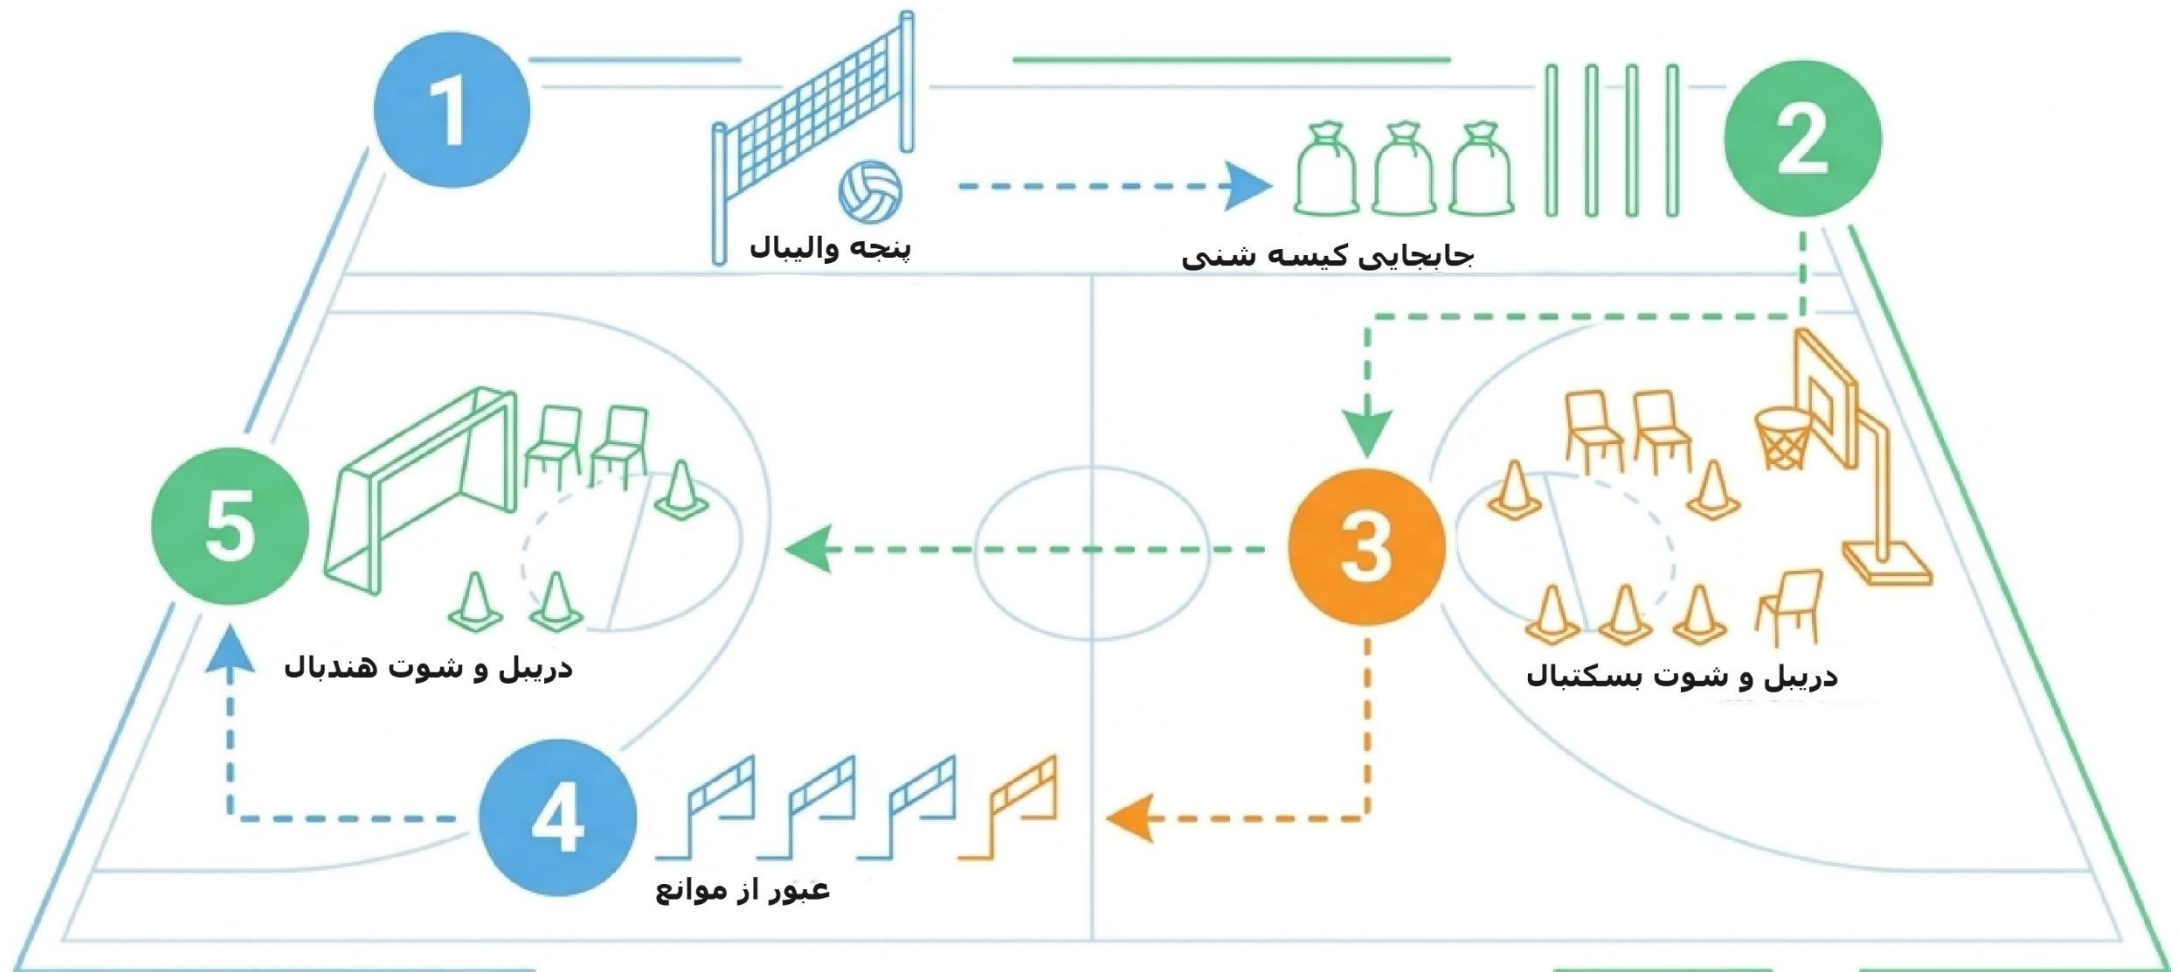 1
پنجه والیبال
2
جابجایی کیسه شنی
3
دریبل و شوت بسکتبال
4
عبور از موانع
5
دریبل و شوت هندبال